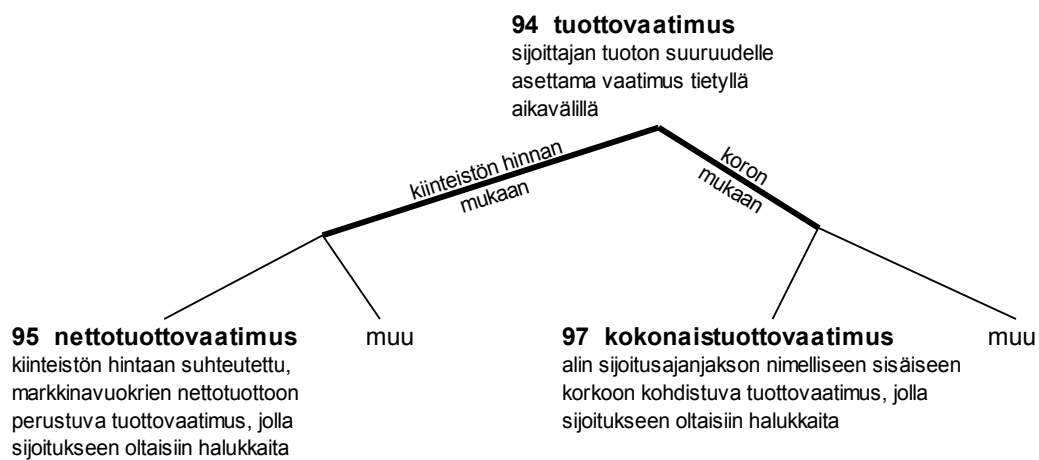 94 tuottovaatimus
sijoittajan tuoton suuruudelle
asettama vaatimus tietyllä
aikavälillä
kiinteistön hinnan
mukaan
koron
mukaan
95 nettotuottovaatimus
kiinteistön hintaan suhteutettu,
markkinavuokrien nettotuottoon
perustuva tuottovaatimus, jolla
sijoitukseen oltaisiin halukkaita
muu
97 kokonaistuottovaatimus
alin sijoitusajanjakson nimelliseen sisäiseen
korkoon kohdistuva tuottovaatimus, jolla
sijoitukseen oltaisiin halukkaita
muu